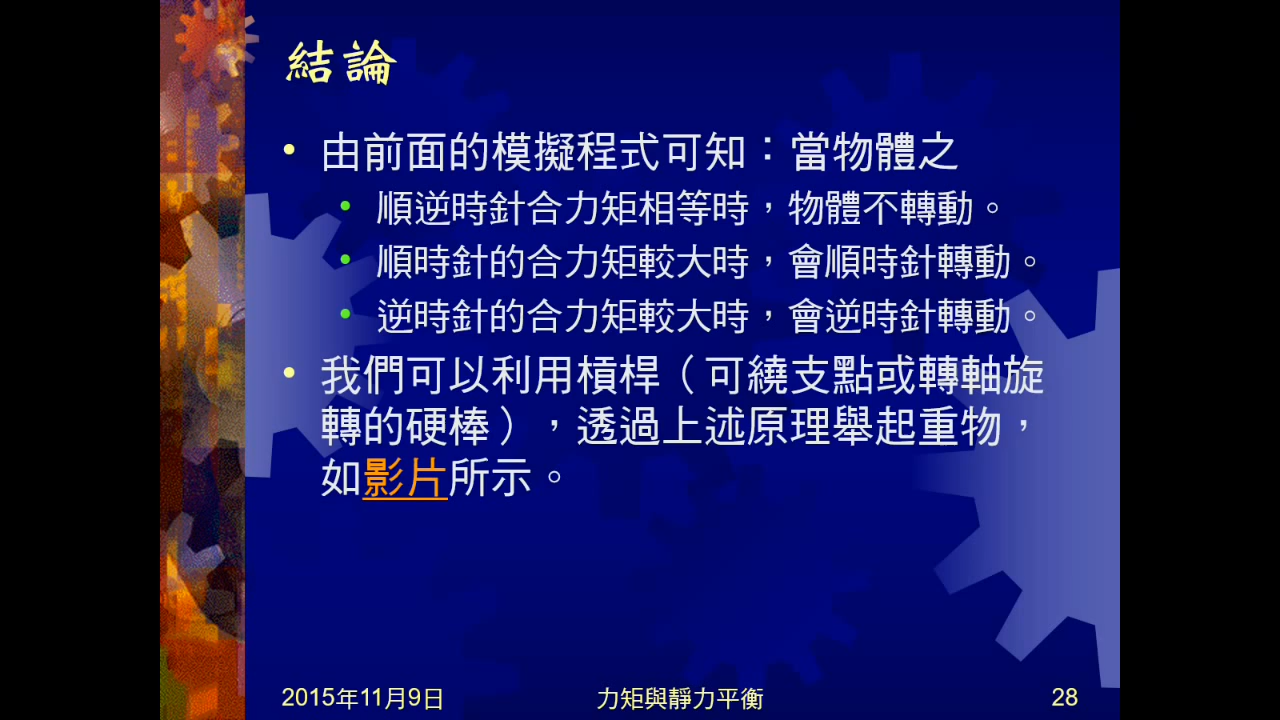 結論
• 由前面的模擬程式可知：當物體之
• 順逆時針合力矩相等時，物體不轉動。
• 順時針的合力矩較大時，會順時針轉動。
• 逆時針的合力矩較大時，會逆時針轉動。
• 我們可以利用槓桿（可繞支點或轉軸旋
轉的硬棒），透過上述原理舉起重物，
如影片所示。
2015年11月9日
力矩與靜力平衡
28